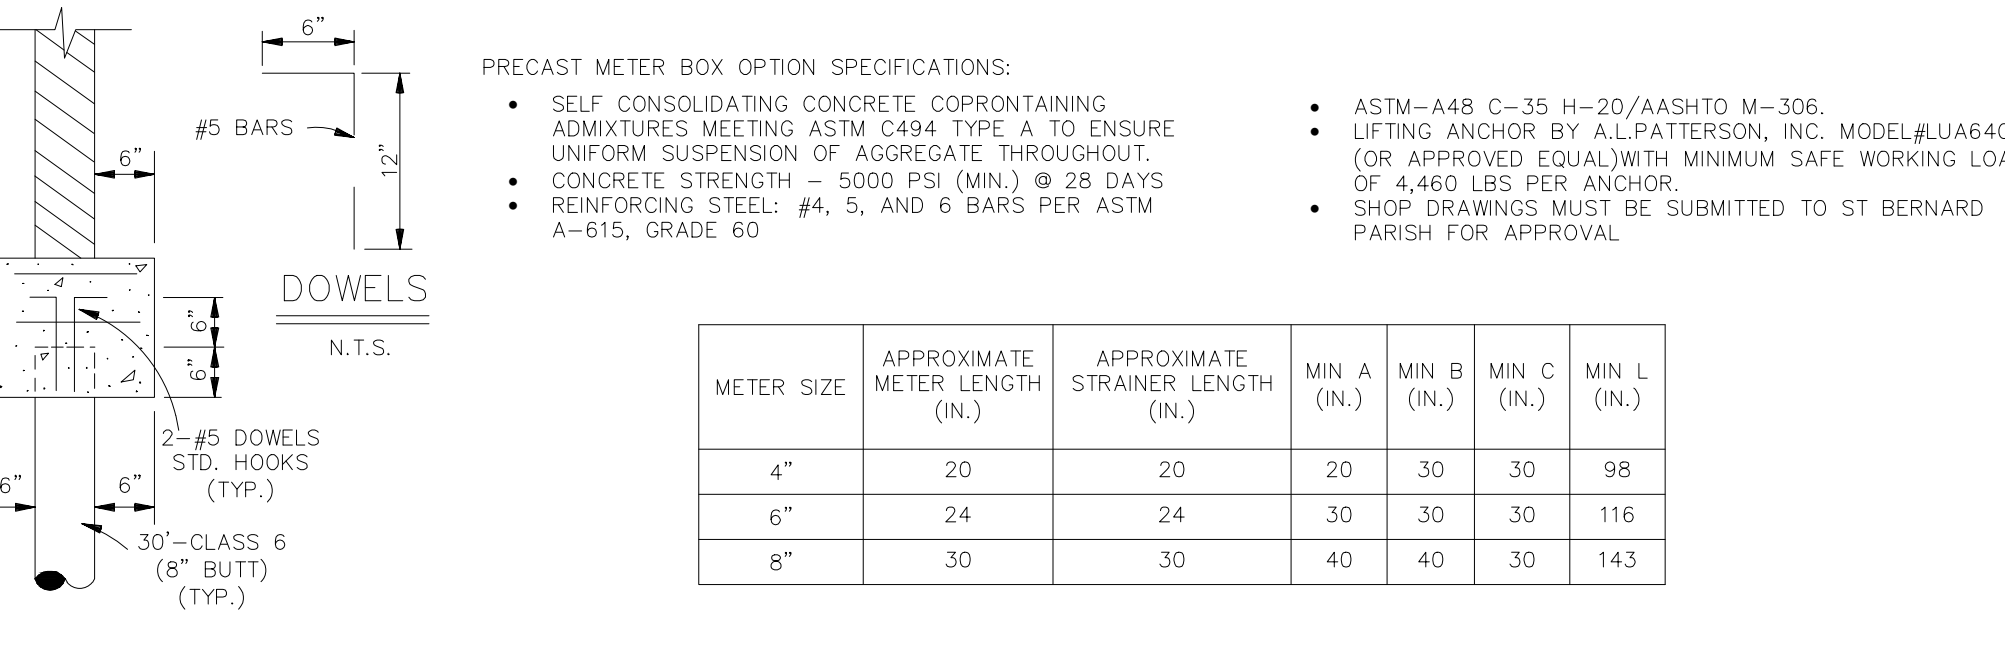 6"
#5 BARS
12"
6"
DOWELS
N.T.S.
6"
6"
2-#5 DOWELS
STD. HOOKS
(TYP.)
6"
6"
30'-CLASS 6
(8" BUTT)
(TYP.)
PRECAST METER BOX OPTION SPECIFICATIONS:
• SELF CONSOLIDATING CONCRETE COPRONTAINING
ADMIXTURES MEETING ASTM C494 TYPE A TO ENSURE
UNIFORM SUSPENSION OF AGGREGATE THROUGHOUT.
• CONCRETE STRENGTH – 5000 PSI (MIN.) @ 28 DAYS
• REINFORCING STEEL: #4, 5, AND 6 BARS PER ASTM
A-615, GRADE 60
• ASTM-A48 C-35 H-20/AASHTO M-306.
• LIFTING ANCHOR BY A.L.PATTERSON, INC. MODEL#LUA640
(OR APPROVED EQUAL)WITH MINIMUM SAFE WORKING
OF 4,460 LBS PER ANCHOR.
• SHOP DRAWINGS MUST BE SUBMITTED TO ST BERNARD
PARISH FOR APPROVAL
METER SIZE
APPROXIMATE
METER LENGTH
(IN.)
APPROXIMATE
STRAINER LENGTH
(IN.)
MIN A
(IN.)
MIN B
(IN.)
MIN C
(IN.)
MIN L
(IN.)
4" 20 20 20 30 30 98
6" 24 24 30 30 30 116
8" 30 30 40 40 30 143